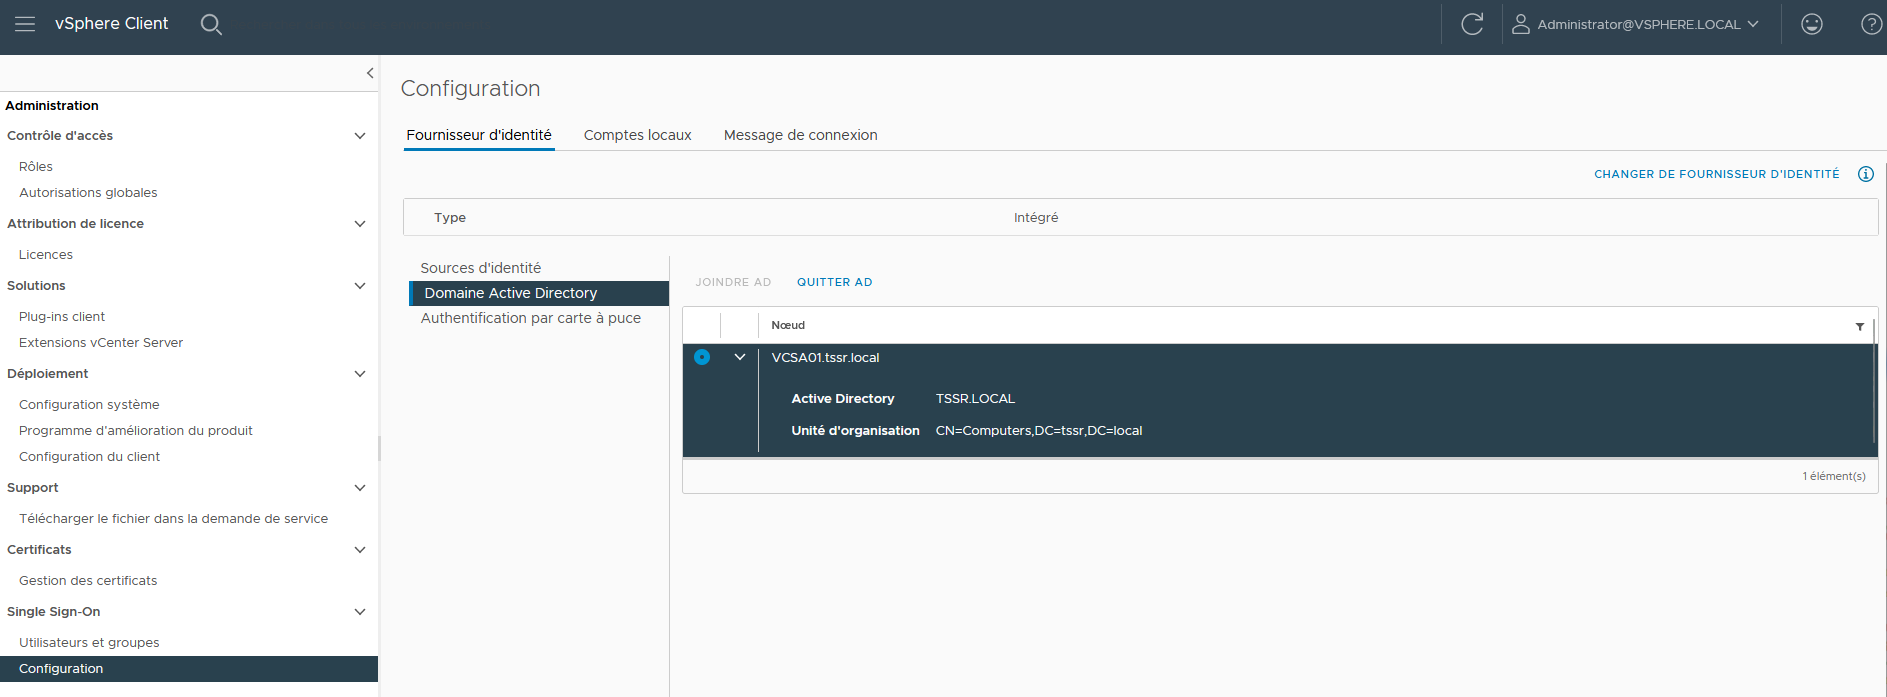 vSphere Client
Administrator@VSPHERE.LOCAL
Administration
Contrôle d'accès
Rôles
Autorisations globales
Attribution de licence
Licences
Solutions
Plug-ins client
Extensions vCenter Server
Déploiement
Configuration système
Programme d'amélioration du produit
Configuration du client
Support
Télécharger le fichier dans la demande de service
Certificats
Gestion des certificats
Single Sign-On
Utilisateurs et groupes
Configuration
Configuration
Fournisseur d'identité Comptes locaux Message de connexion
CHANGER DE FOURNISSEUR D'IDENTITÉ
Type Intégré
Sources d'identité
Domaine Active Directory
Authentification par carte à puce
JOINDRE AD QUITTER AD
Nœud
VCSA01.tssr.local
Active Directory TSSR.LOCAL
Unité d'organisation CN=Computers,DC=tssr,DC=local
1 élément(s)